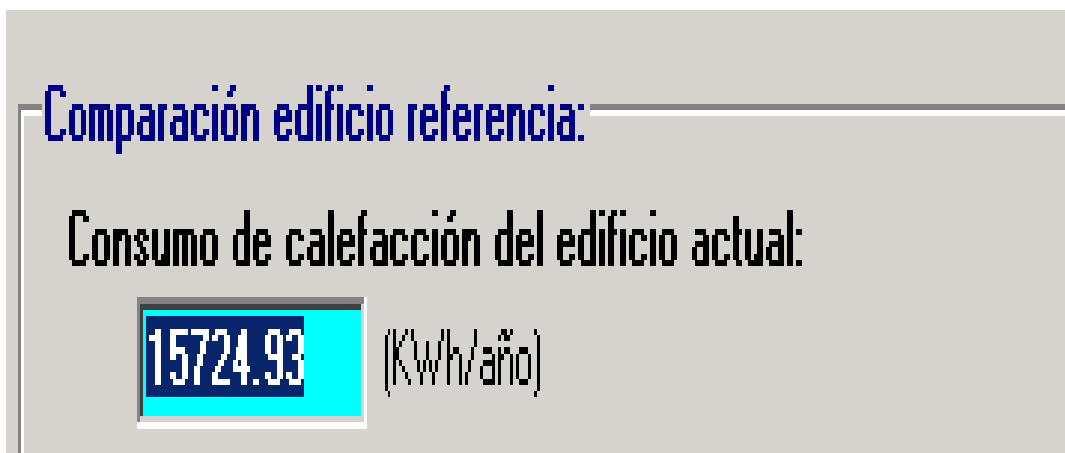 Comparación edificio referencia:
Consumo de calefacción del edificio actual:
15724.93 (KWh/año)